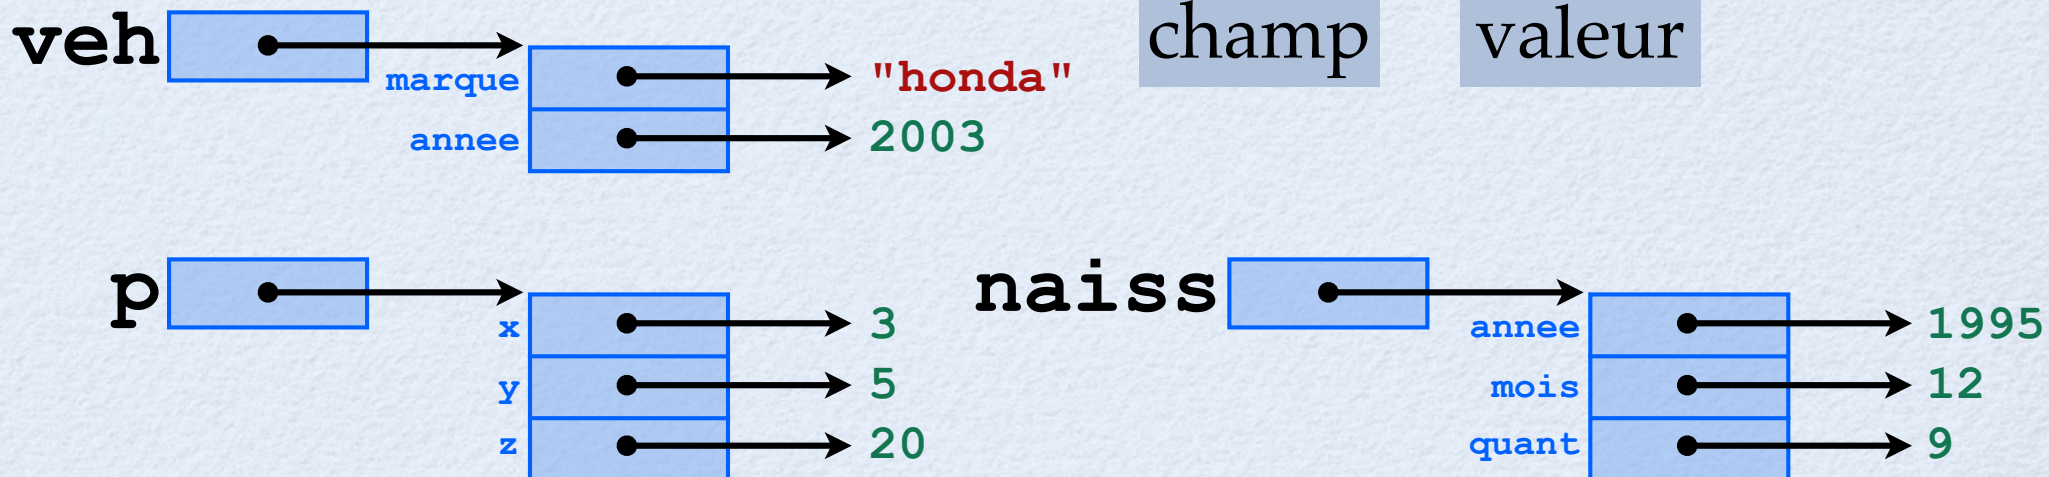 veh
champ valeur
marque "honda"
annee 2003
p
naiss
x 3
annee 1995
y 5
mois 12
z 20
quant 9